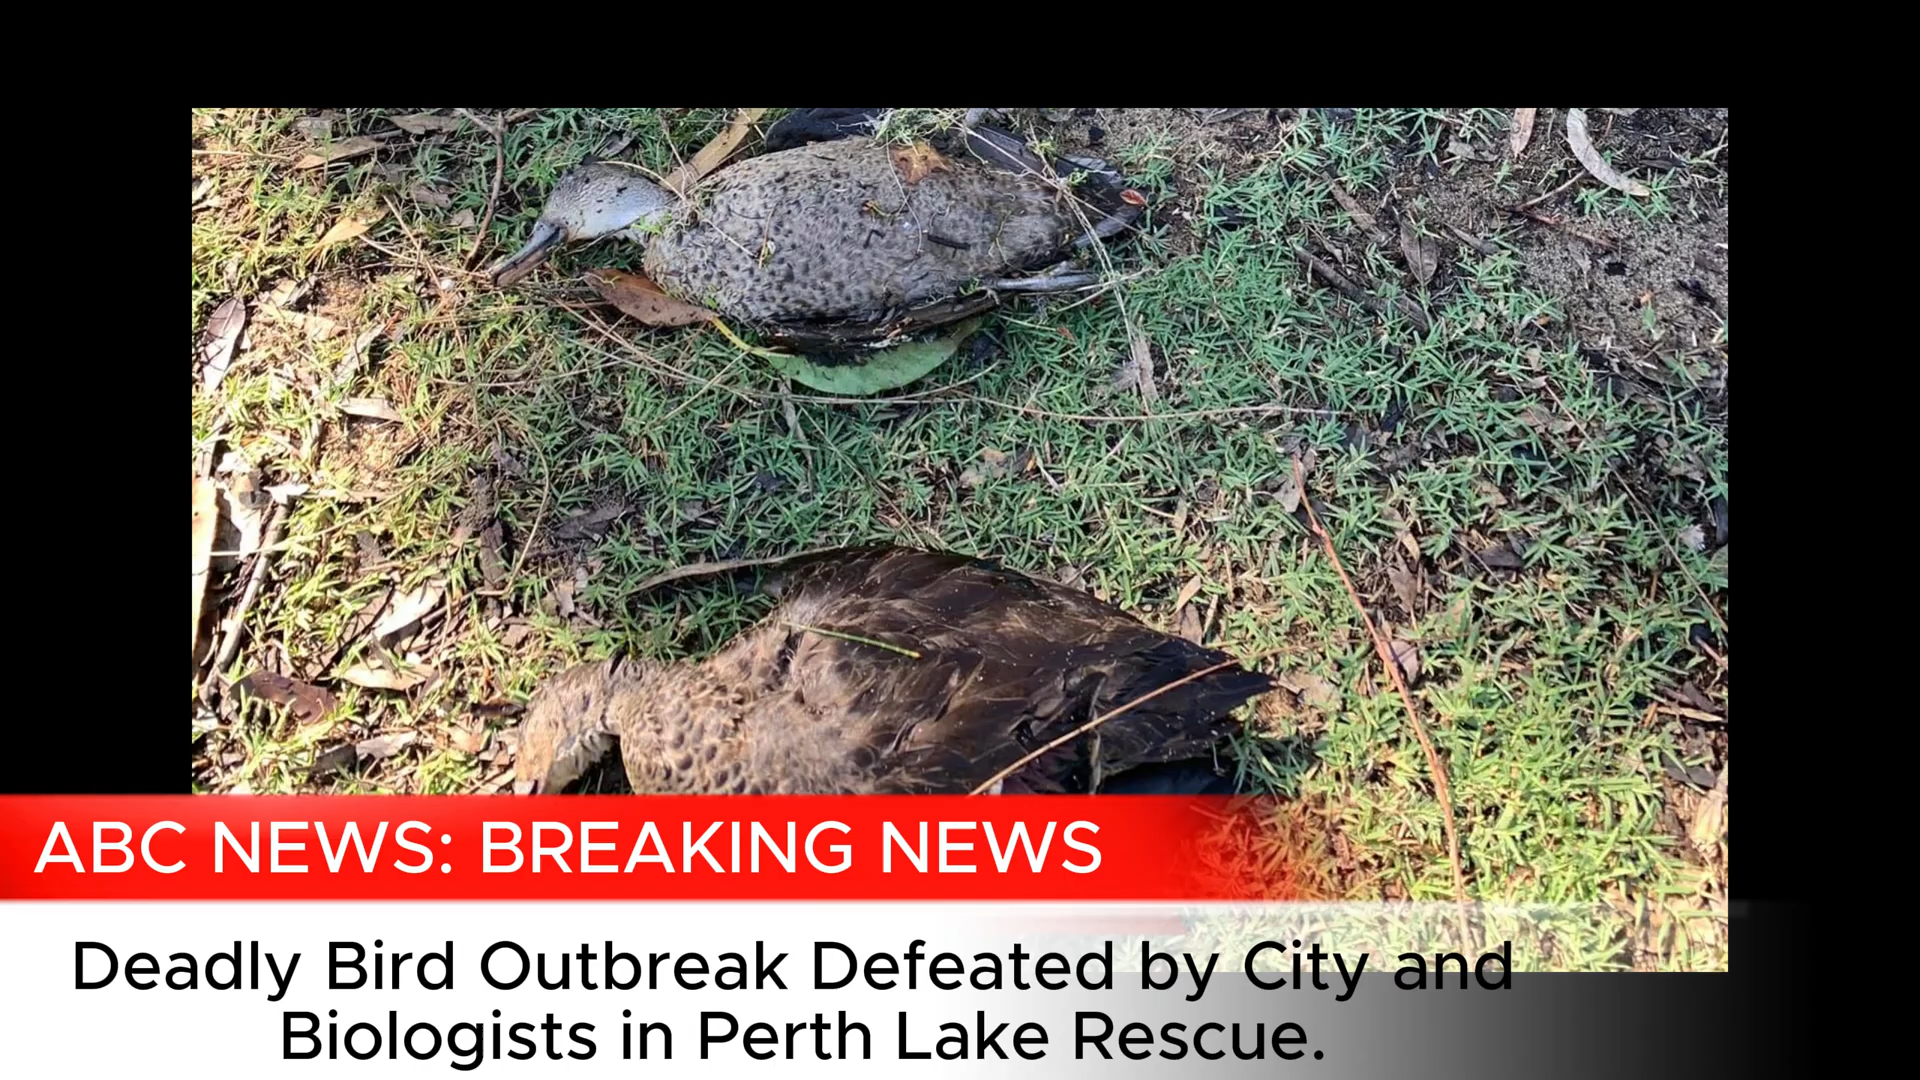 ABC NEWS: BREAKING NEWS
Deadly Bird Outbreak Defeated by City and
Biologists in Perth Lake Rescue.